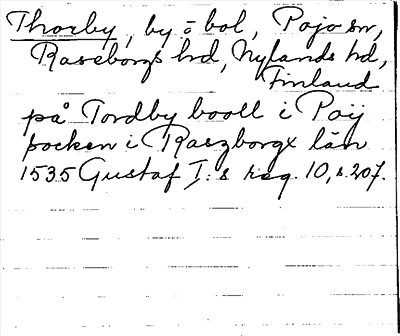 Thorby, by o bol, Pojo sn,
Raseborgs hd, Nylands hd,
Finland
på Tordby booll i Poij
socken i Raszborgx län
1535 Gustaf I:s reg. 10, s. 207.